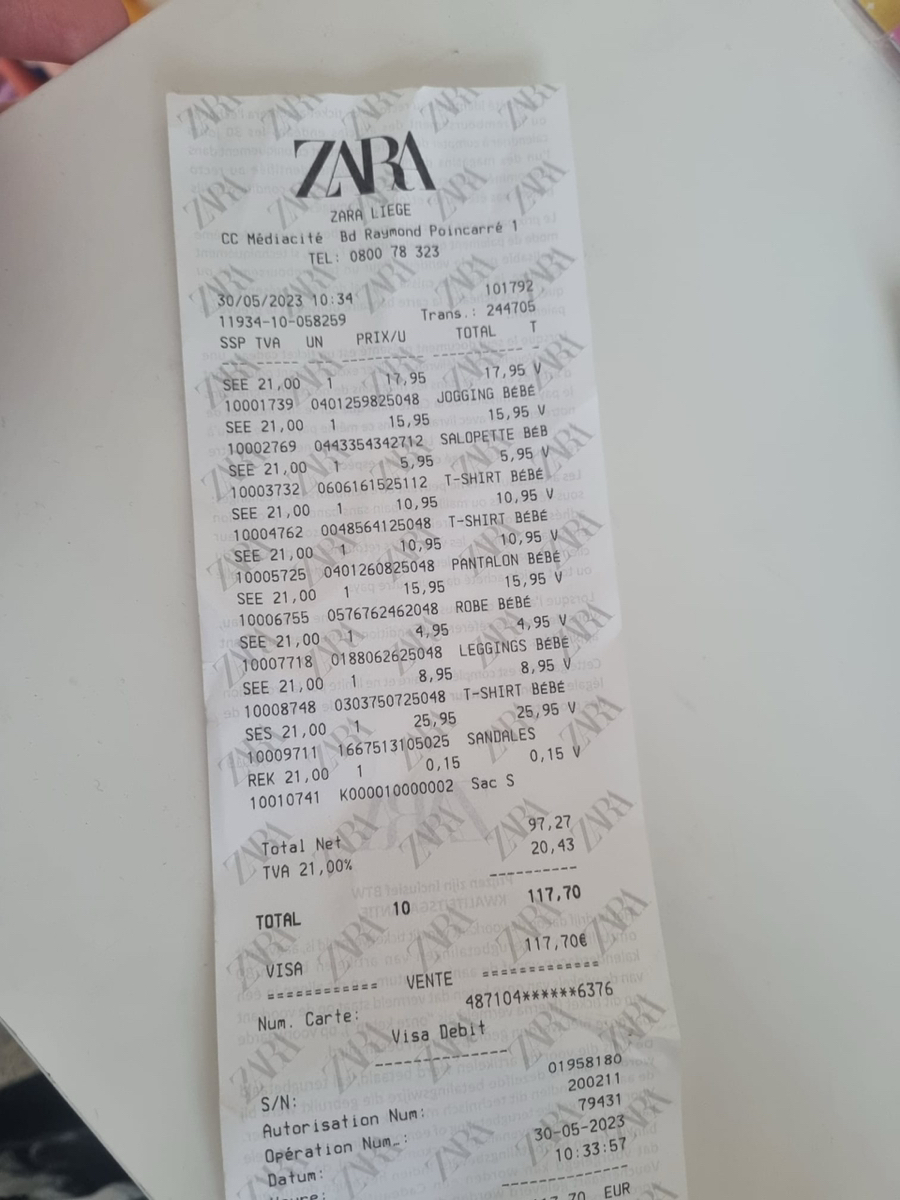 ZARA
ZARA LIEGE
CC Médiacité Bd Raymond Poincarré 1
TEL: 0800 78 323
30/05/2023 10:34 101792
11934-10-058259 Trans.: 244705
SSP TVA UN PRIX/U TOTAL T
SEE 21,00 1 17,95 17,95 V
10001739 0401259825048 JOGGING BÉBÉ
SEE 21,00 1 15,95 15,95 V
10002769 0443354342712 SALOPETTE BÉB
SEE 21,00 1 5,95 5,95 V
10003732 0606161525112 T-SHIRT BÉBÉ
SEE 21,00 1 10,95 10,95 V
10004762 0048564125048 T-SHIRT BÉBÉ
SEE 21,00 1 10,95 10,95 V
10005725 0401260825048 PANTALON BÉBÉ
SEE 21,00 1 15,95 15,95 V
10006755 0576762462048 ROBE BÉBÉ
SEE 21,00 1 4,95 4,95 V
10007718 0188062625048 LEGGINGS BÉBÉ
SEE 21,00 1 8,95 8,95 V
10008748 0303750725048 T-SHIRT BÉBÉ
SES 21,00 1 25,95 25,95 V
10009711 1667513105025 SANDALES
REK 21,00 1 0,15 0,15 V
10010741 K000010000002 Sac S
Total Net 97,27
TVA 21,00% 20,43
TOTAL 10 117,70
VISA 117,70€
============ VENTE =============
Num. Carte: 487104******6376
Visa Debit
S/N: 01958180
Autorisation Num: 200211
Opération Num.: 79431
Datum: 30-05-2023
Heure: 10:33:57
EUR